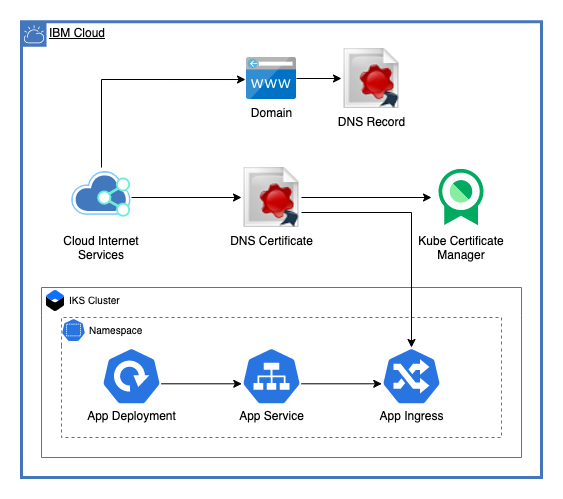 IBM Cloud
www
Domain
DNS Record
Cloud Internet
Services
DNS Certificate
Kube Certificate
Manager
IKS Cluster
Namespace
App Deployment
App Service
App Ingress